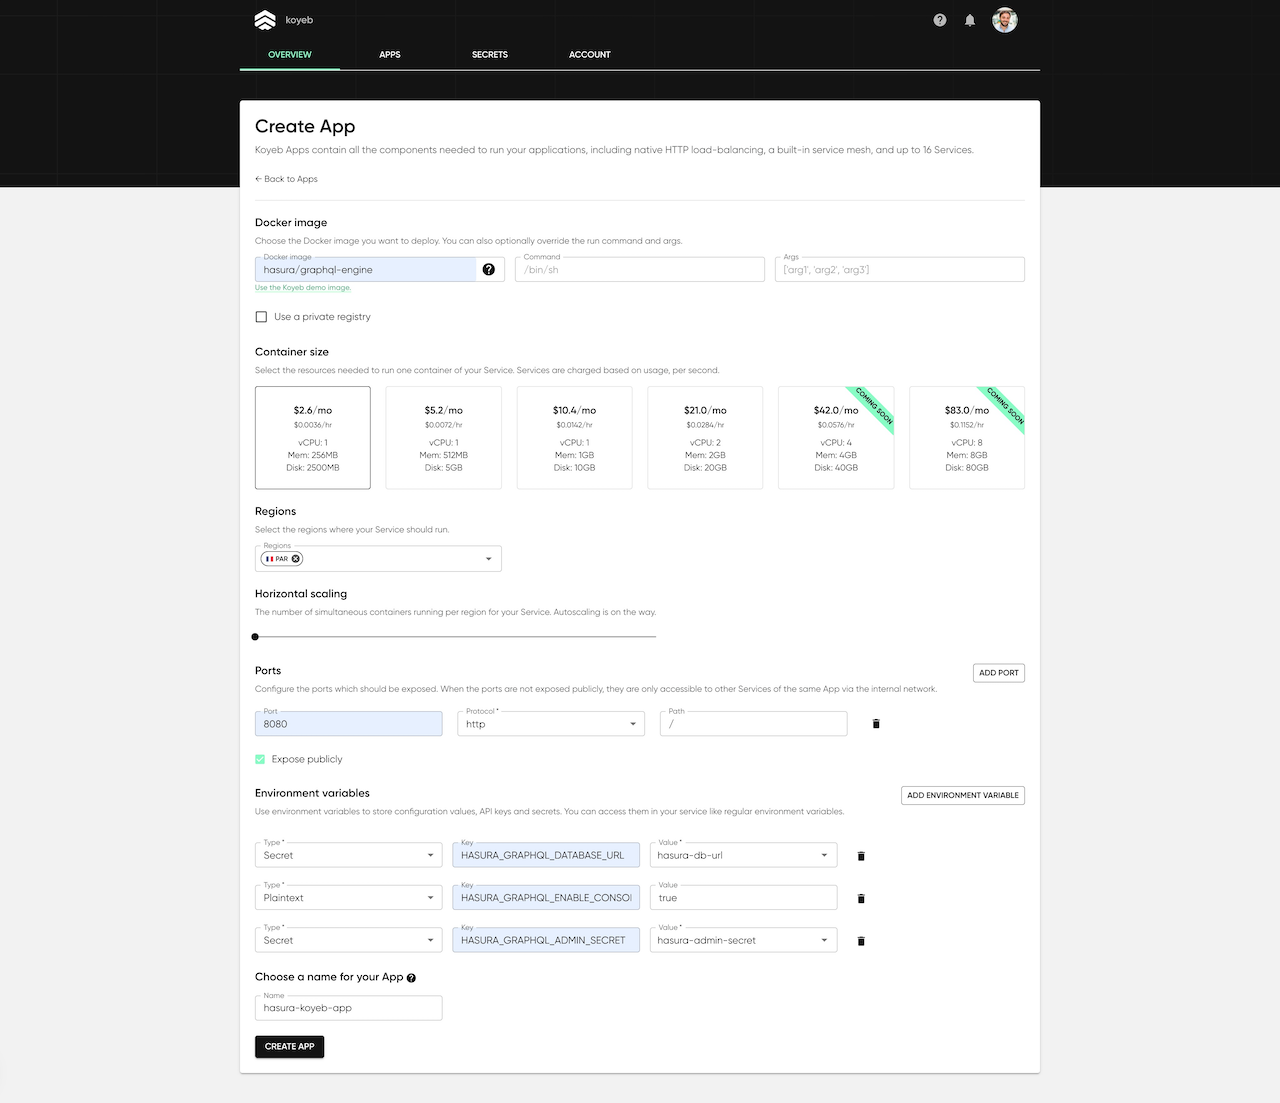 koyeb
OVERVIEW APPS SECRETS ACCOUNT
Create App
Koyeb Apps contain all the components needed to run your applications, including native HTTP load-balancing, a built-in service mesh, and up to 16 Services.
← Back to Apps
Docker image
Choose the Docker image you want to deploy. You can also optionally override the run command and args.
Docker image Command Args
hasura/graphql-engine ? /bin/sh ['arg1', 'arg2', 'arg3']
Use the Koyeb demo image.
Use a private registry
Container size
Select the resources needed to run one container of your Service. Services are charged based on usage, per second.
COMING SOON COMING SOON
$2.6/mo $5.2/mo $10.4/mo $21.0/mo $42.0/mo $83.0/mo
$0.0036/hr $0.0072/hr $0.0142/hr $0.0284/hr $0.0576/hr $0.1152/hr
vCPU: 1 vCPU: 1 vCPU: 1 vCPU: 2 vCPU: 4 vCPU: 8
Mem: 256MB Mem: 512MB Mem: 1GB Mem: 2GB Mem: 4GB Mem: 8GB
Disk: 2500MB Disk: 5GB Disk: 10GB Disk: 20GB Disk: 40GB Disk: 80GB
Regions
Select the regions where your Service should run.
Regions
PAR
Horizontal scaling
The number of simultaneous containers running per region for your Service. Autoscaling is on the way.
Ports ADD PORT
Configure the ports which should be exposed. When the ports are not exposed publicly, they are only accessible to other Services of the same App via the internal network.
Port Protocol * Path
8080 http /
Expose publicly
Environment variables ADD ENVIRONMENT VARIABLE
Use environment variables to store configuration values, API keys and secrets. You can access them in your service like regular environment variables.
Type * Key Value *
Secret HASURA_GRAPHQL_DATABASE_URL hasura-db-url
Type * Key Value
Plaintext HASURA_GRAPHQL_ENABLE_CONSOL true
Type * Key Value *
Secret HASURA_GRAPHQL_ADMIN_SECRET hasura-admin-secret
Choose a name for your App ?
Name
hasura-koyeb-app
CREATE APP